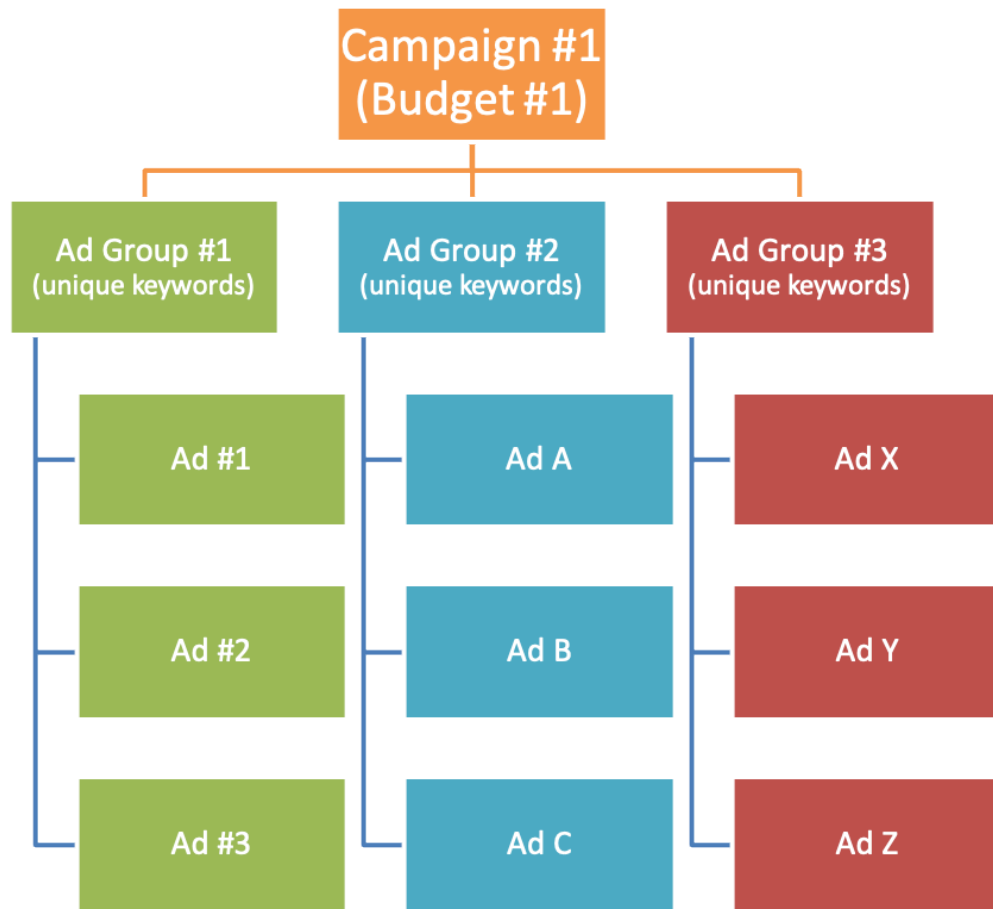 Campaign #1
(Budget #1)
Ad Group #1
(unique keywords)
Ad Group #2
(unique keywords)
Ad Group #3
(unique keywords)
Ad #1
Ad A
Ad X
Ad #2
Ad B
Ad Y
Ad #3
Ad C
Ad Z